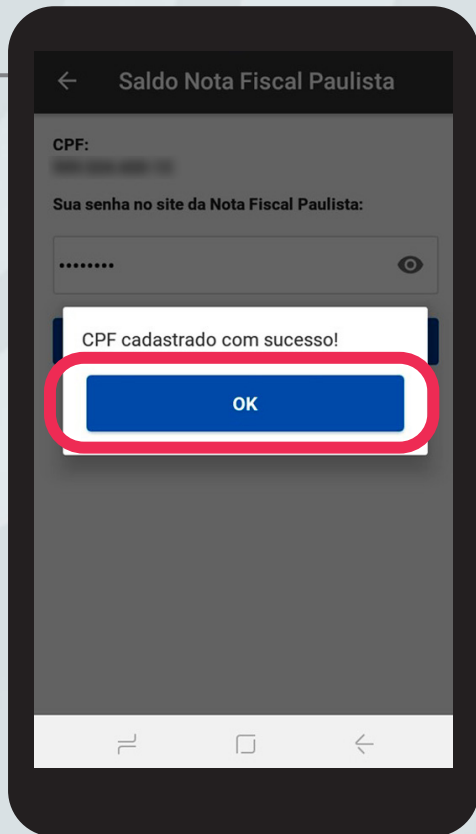 Saldo Nota Fiscal Paulista
CPF:
Sua senha no site da Nota Fiscal Paulista:
••••••••
CPF cadastrado com sucesso!
OK